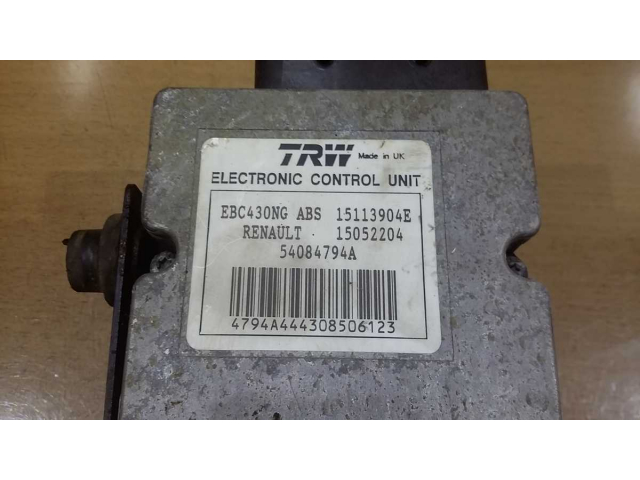 TRW Made in UK
ELECTRONIC CONTROL UNIT
EBC430NG ABS 15113904E
RENAULT 15052204
54084794A
4794A444308506123